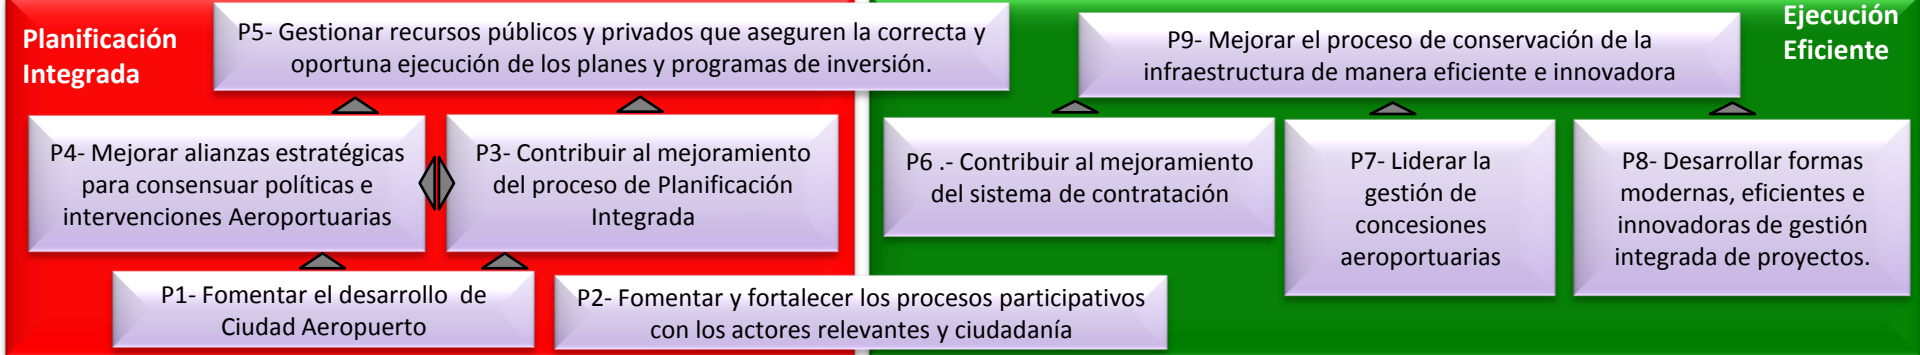 Planificación
Integrada
P5- Gestionar recursos públicos y privados que aseguren la correcta y
oportuna ejecución de los planes y programas de inversión.
P4- Mejorar alianzas estratégicas
para consensuar políticas e
intervenciones Aeroportuarias
P3- Contribuir al mejoramiento
del proceso de Planificación
Integrada
P1- Fomentar el desarrollo  de
Ciudad Aeropuerto
P2- Fomentar y fortalecer los procesos participativos
con los actores relevantes y ciudadanía
Ejecución
Eficiente
P9- Mejorar el proceso de conservación de la
infraestructura de manera eficiente e innovadora
P6 .- Contribuir al mejoramiento
del sistema de contratación
P7- Liderar la
gestión de
concesiones
aeroportuarias
P8- Desarrollar formas
modernas, eficientes e
innovadoras de gestión
integrada de proyectos.